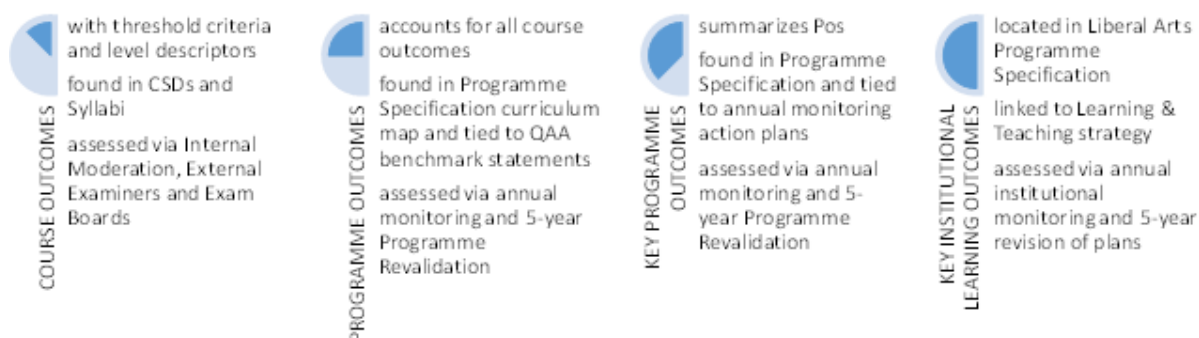 COURSE OUTCOMES
with threshold criteria
and level descriptors
found in CSDs and
Syllabi
assessed via Internal
Moderation, External
Examiners and Exam
Boards
PROGRAMME OUTCOMES
accounts for all course
outcomes
found in Programme
Specification curriculum
map and tied to QAA
benchmark statements
assessed via annual
monitoring and 5-year
Programme
Revalidation
KEY PROGRAMME
OUTCOMES
summarizes Pos
found in Programme
Specification and tied
to annual monitoring
action plans
assessed via annual
monitoring and 5-
year Programme
Revalidation
KEY INSTITUTIONAL
LEARNING OUTCOMES
located in Liberal Arts
Programme
Specification
linked to Learning &
Teaching strategy
assessed via annual
institutional
monitoring and 5-year
revision of plans